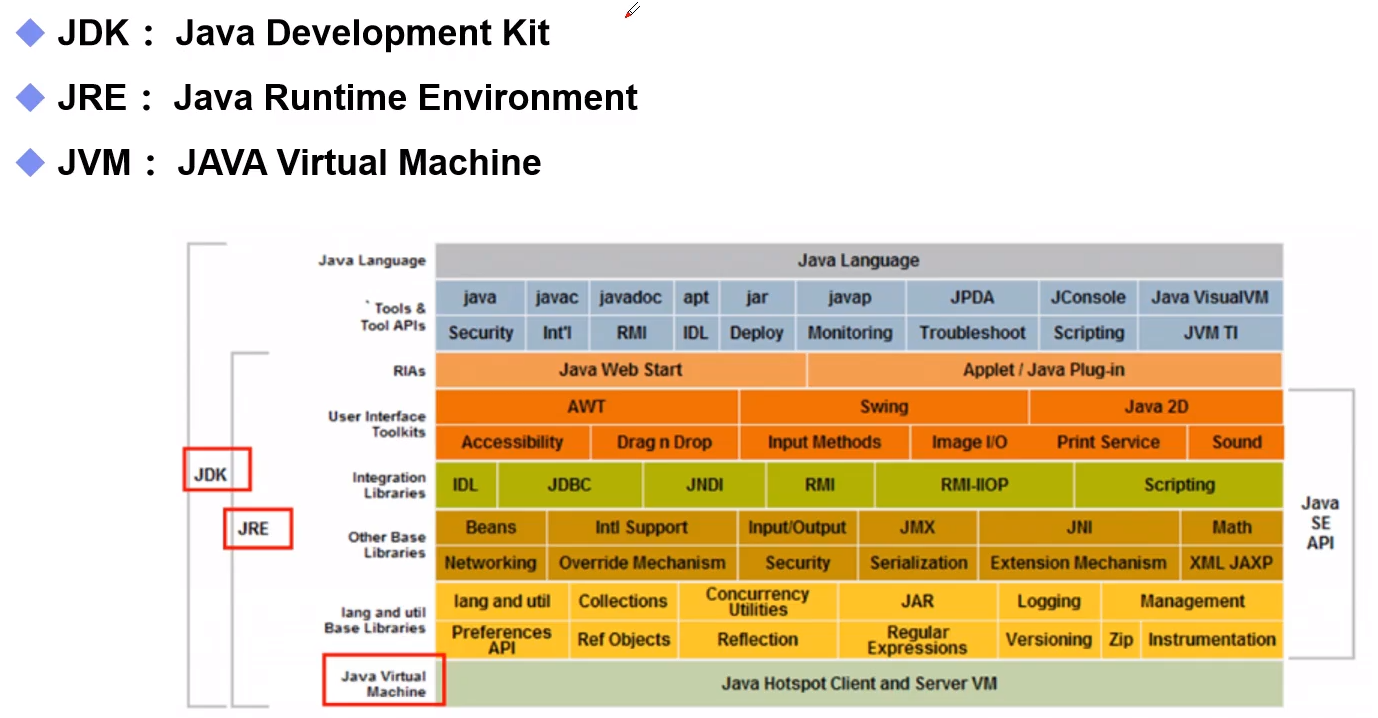 JDK： Java Development Kit
JRE： Java Runtime Environment
JVM： JAVA Virtual Machine
Java Language Java Language
Tools & Tool APIs
java javac javadoc apt jar javap JPDA JConsole Java VisualVM
Security Int'l RMI IDL Deploy Monitoring Troubleshoot Scripting JVM TI
RIAs Java Web Start Applet / Java Plug-in
User Interface Toolkits
AWT Swing Java 2D
Accessibility Drag n Drop Input Methods Image I/O Print Service Sound
JDK
Integration Libraries
IDL JDBC JNDI RMI RMI-IIOP Scripting
JRE
Other Base Libraries
Beans Intl Support Input/Output JMX JNI Math
Networking Override Mechanism Security Serialization Extension Mechanism XML JAXP
Java
SE
API
lang and util
Base Libraries
lang and util Collections Concurrency Utilities JAR Logging Management
Preferences API Ref Objects Reflection Regular Expressions Versioning Zip Instrumentation
Java Virtual
Machine
Java Hotspot Client and Server VM